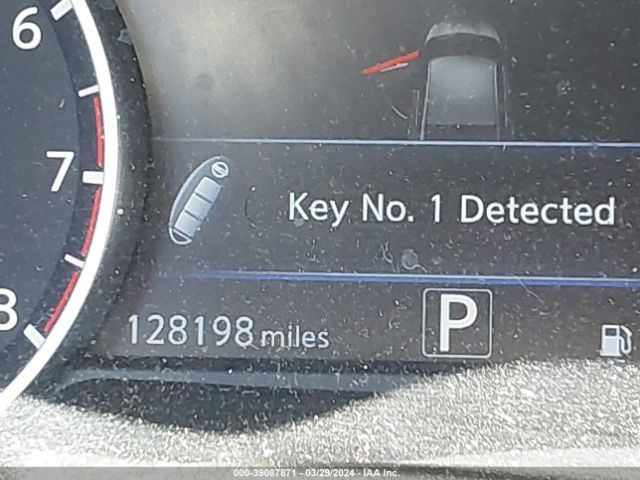 6
7
8
Key No. 1 Detected
128198 miles
P
000-39087871 - 03/29/2024 - IAA Inc.